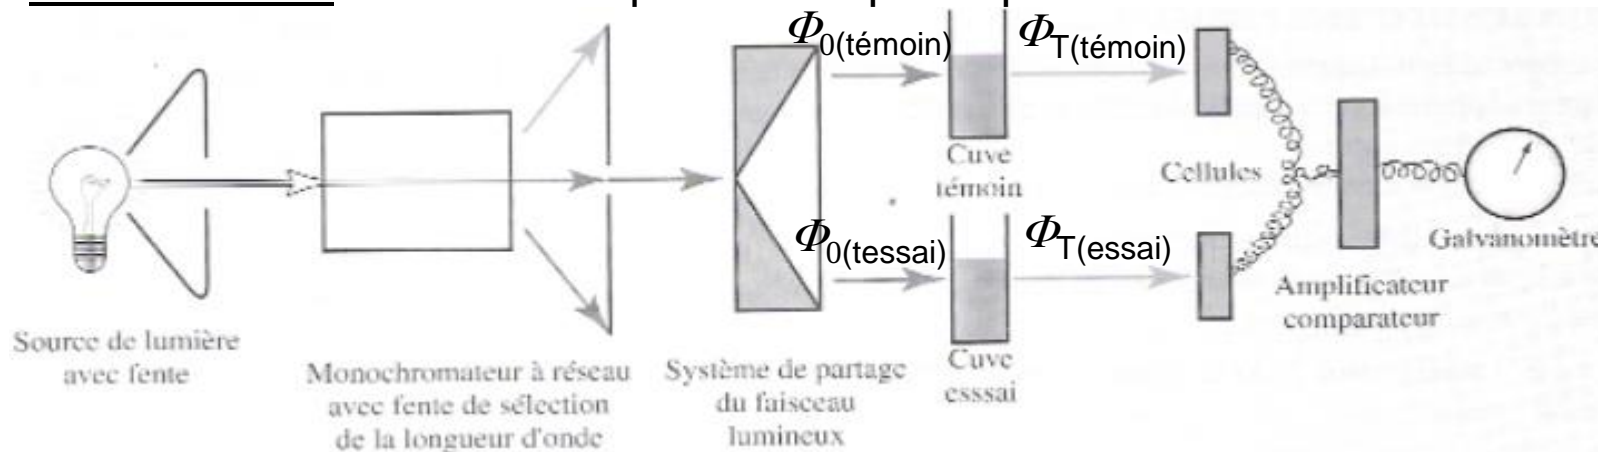 Φ0(témoin)
ΦT(témoin)
Cuve
témoin
Cellules
Φ0(tessai)
ΦT(essai)
Galvanomètre
Amplificateur
comparateur
Cuve
esssai
Source de lumière
avec fente
Monochromateur à réseau
avec fente de sélection
de la longueur d'onde
Système de partage
du faisceau
lumineux